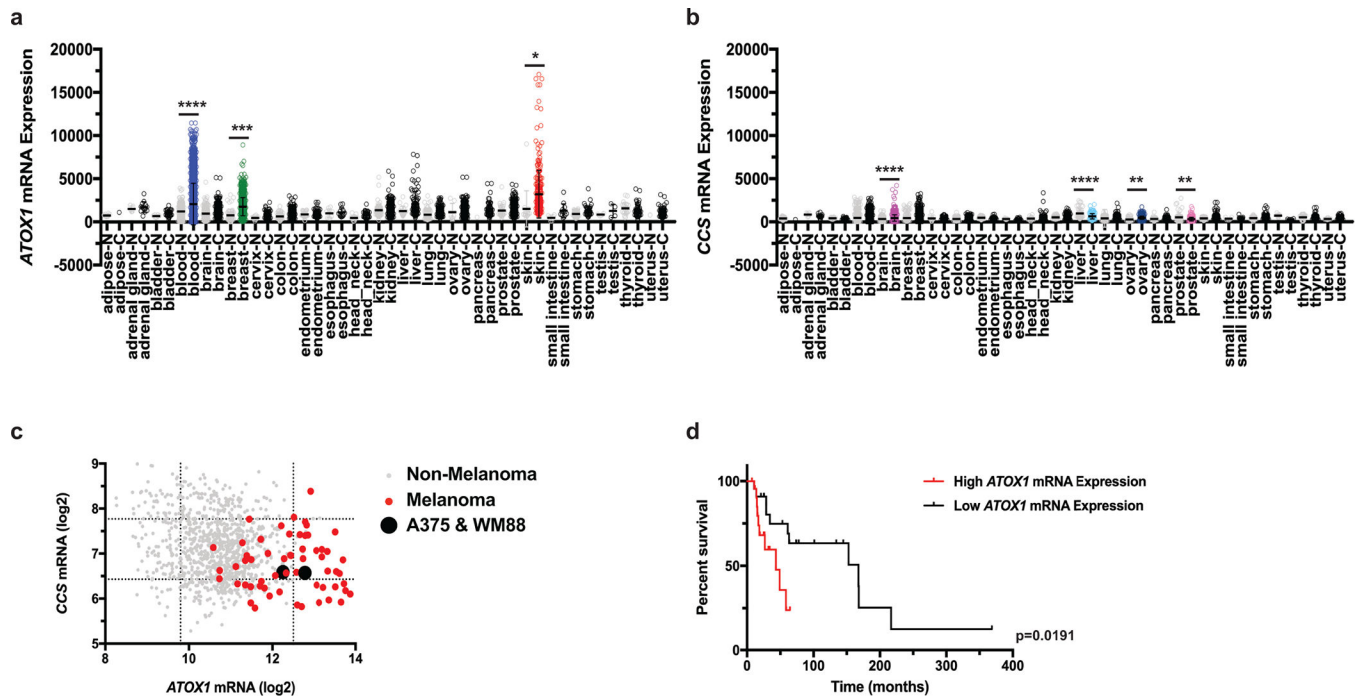 a
ATOX1 mRNA Expression
20000
15000
10000
5000
0
-5000
****
***
*
adipose-N
adipose-C
adrenal gland-N
adrenal gland-C
bladder-N
bladder-C
blood-N
blood-C
brain-N
brain-C
breast-N
breast-C
cervix-N
cervix-C
colon-N
colon-C
endometrium-N
endometrium-C
esophagus-N
esophagus-C
head_neck-N
head_neck-C
kidney-N
kidney-C
liver-N
liver-C
lung-N
lung-C
ovary-N
ovary-C
pancreas-N
pancreas-C
prostate-N
prostate-C
skin-N
skin-C
small intestine-N
small intestine-C
stomach-N
stomach-C
testis-N
testis-C
thyroid-N
thyroid-C
uterus-N
uterus-C
b
CCS mRNA Expression
20000
15000
10000
5000
0
-5000
****
****
**
**
adipose-N
adipose-C
adrenal gland-N
adrenal gland-C
bladder-N
bladder-C
blood-N
blood-C
brain-N
brain-C
breast-N
breast-C
cervix-N
cervix-C
colon-N
colon-C
endometrium-N
endometrium-C
esophagus-N
esophagus-C
head_neck-N
head_neck-C
kidney-N
kidney-C
liver-N
liver-C
lung-N
lung-C
ovary-N
ovary-C
pancreas-N
pancreas-C
prostate-N
prostate-C
skin-N
skin-C
small intestine-N
small intestine-C
stomach-N
stomach-C
testis-N
testis-C
thyroid-N
thyroid-C
uterus-N
uterus-C
c
CCS mRNA (log2)
9
8
7
6
5
8
10
12
14
ATOX1 mRNA (log2)
Non-Melanoma
Melanoma
A375 & WM88
d
Percent survival
100
50
0
0
100
200
300
400
Time (months)
High ATOX1 mRNA Expression
Low ATOX1 mRNA Expression
p=0.0191